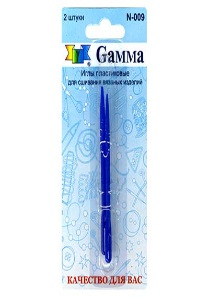 2 штуки N-009
Gamma
Иглы пластиковые
для сшивания вязаных изделий
КАЧЕСТВО ДЛЯ ВАС